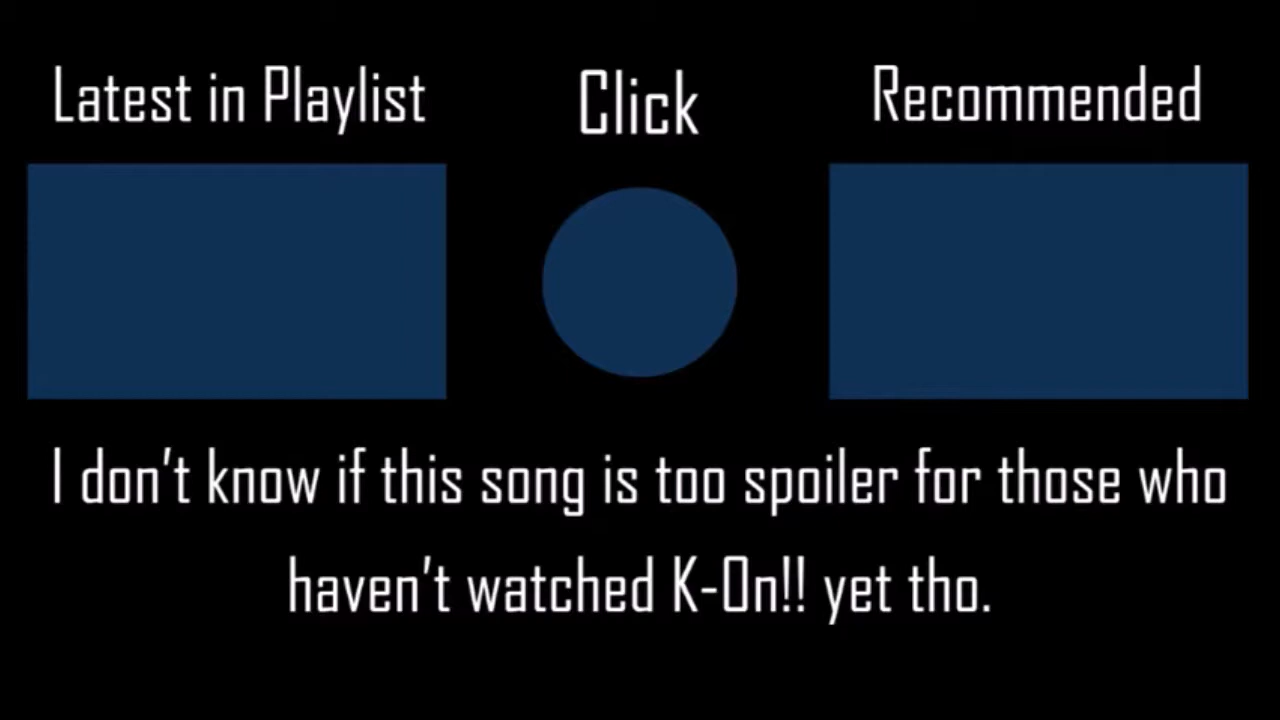 Latest in Playlist
Click
Recommended
I don't know if this song is too spoiler for those who
haven't watched K-On!! yet tho.